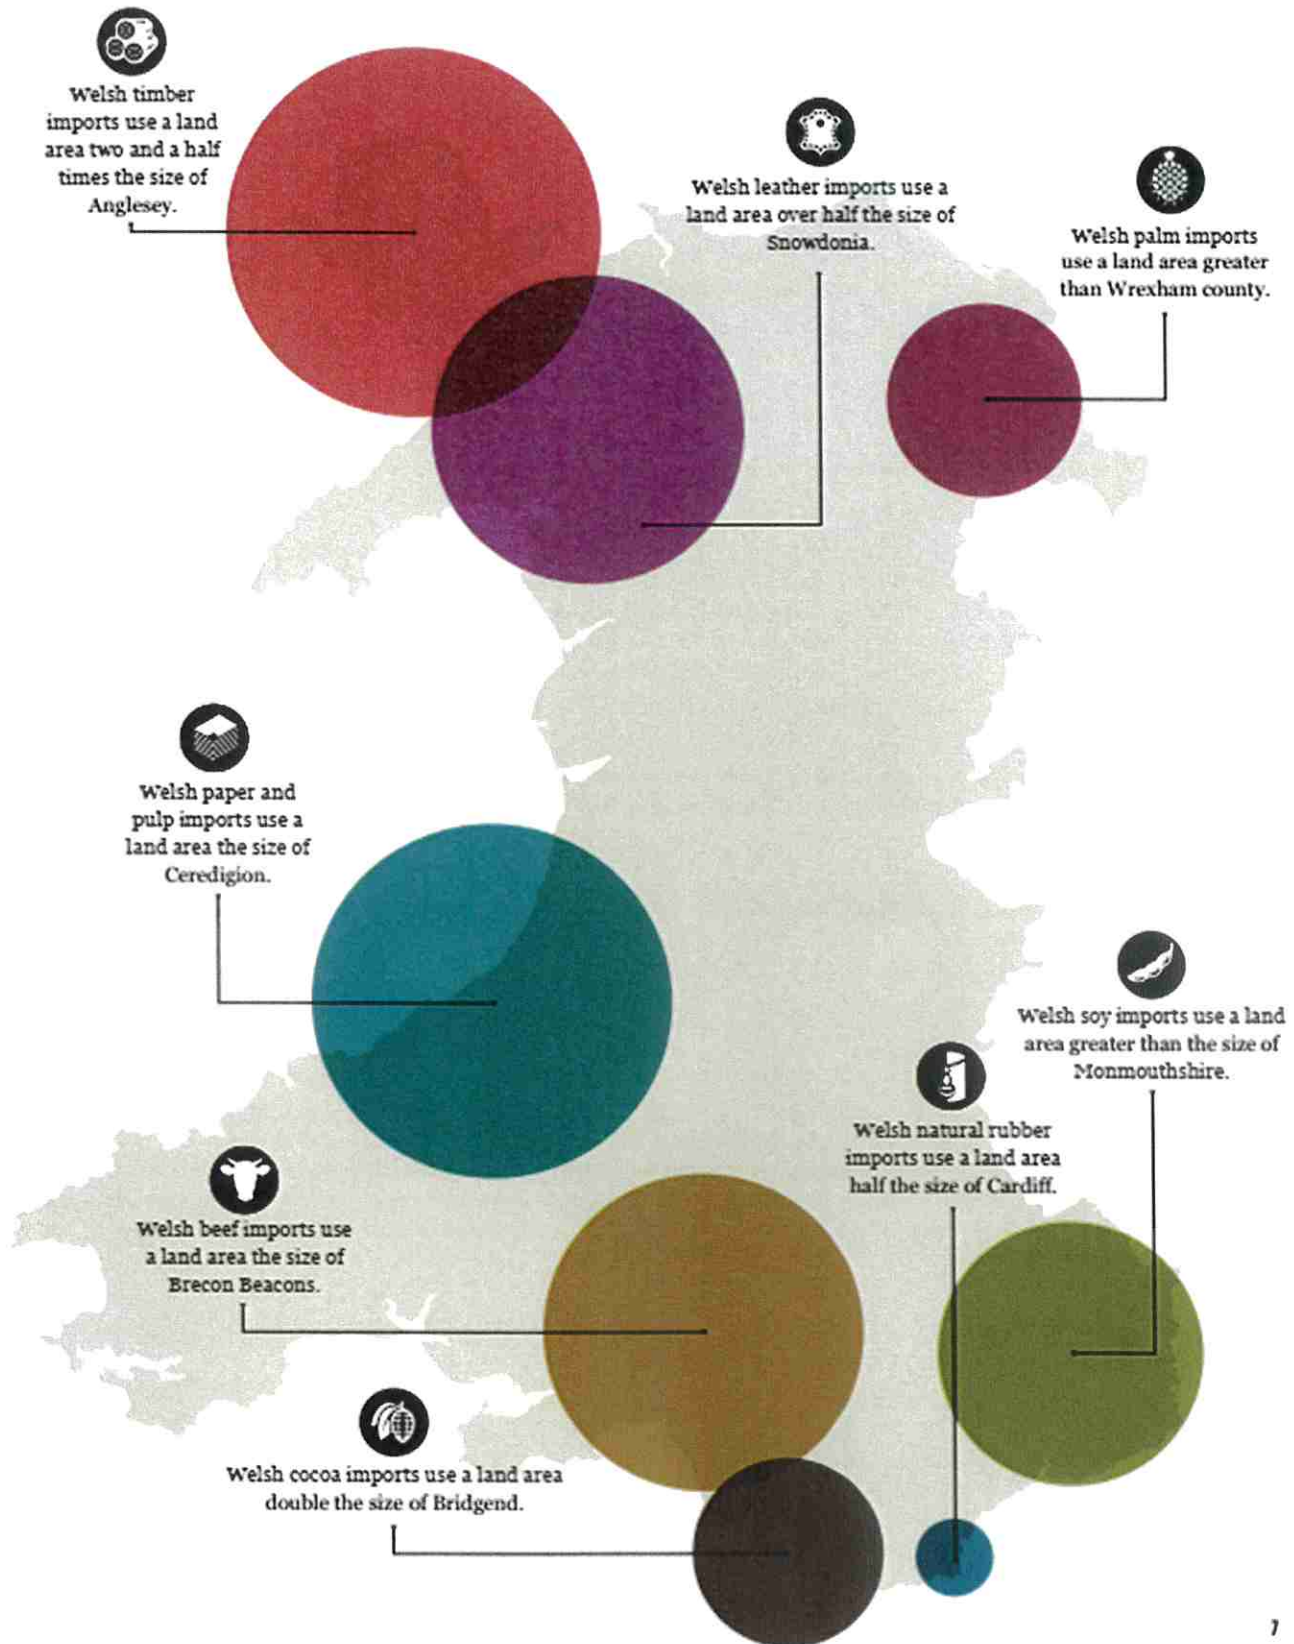 Welsh timber
imports use a land
area two and a half
times the size of
Anglesey.
Welsh leather imports use a
land area over half the size of
Snowdonia.
Welsh palm imports
use a land area greater
than Wrexham county.
Welsh paper and
pulp imports use a
land area the size of
Ceredigion.
Welsh soy imports use a land
area greater than the size of
Monmouthshire.
Welsh natural rubber
imports use a land area
half the size of Cardiff.
Welsh beef imports use
a land area the size of
Brecon Beacons.
Welsh cocoa imports use a land area
double the size of Bridgend.
7